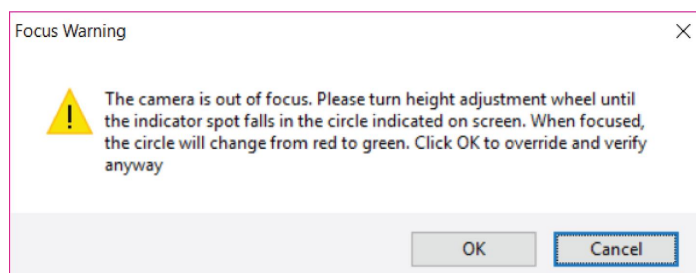 Focus Warning
The camera is out of focus. Please turn height adjustment wheel until
the indicator spot falls in the circle indicated on screen. When focused,
the circle will change from red to green. Click OK to override and verify
anyway
OK
Cancel